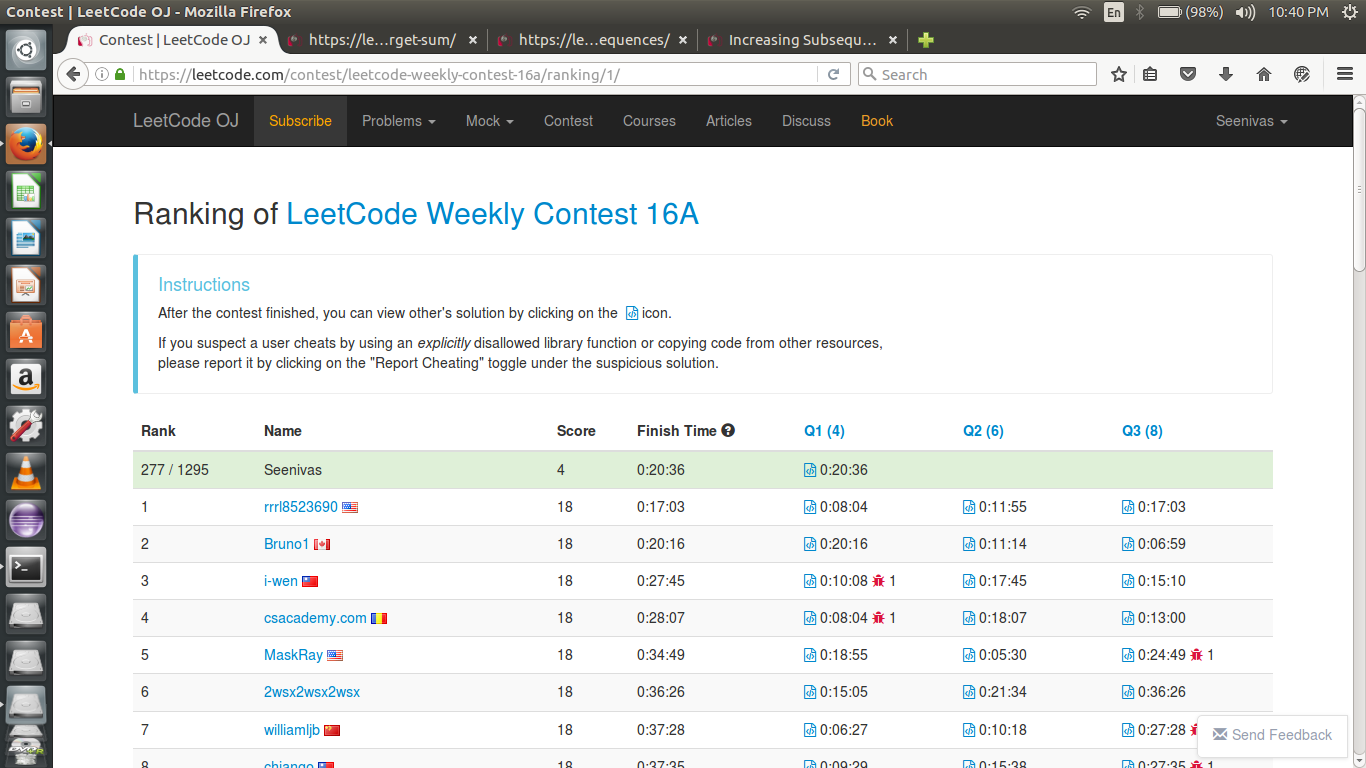 Contest | LeetCode OJ - Mozilla Firefox
En (98%) 10:40 PM
Contest | LeetCode OJ × https://le...rget-sum/ × https://le...equences/ × Increasing Subsequ... ×
https://leetcode.com/contest/leetcode-weekly-contest-16a/ranking/1/ Search
LeetCode OJ Subscribe Problems Mock Contest Courses Articles Discuss Book Seenivas
Ranking of LeetCode Weekly Contest 16A
Instructions
After the contest finished, you can view other's solution by clicking on the icon.
If you suspect a user cheats by using an explicitly disallowed library function or copying code from other resources,
please report it by clicking on the "Report Cheating" toggle under the suspicious solution.
Rank Name Score Finish Time Q1 (4) Q2 (6) Q3 (8)
277 / 1295 Seenivas 4 0:20:36 0:20:36
1 rrrl8523690 18 0:17:03 0:08:04 0:11:55 0:17:03
2 Bruno1 18 0:20:16 0:20:16 0:11:14 0:06:59
3 i-wen 18 0:27:45 0:10:08 1 0:17:45 0:15:10
4 csacademy.com 18 0:28:07 0:08:04 1 0:18:07 0:13:00
5 MaskRay 18 0:34:49 0:18:55 0:05:30 0:24:49 1
6 2wsx2wsx2wsx 18 0:36:26 0:15:05 0:21:34 0:36:26
7 williamljb 18 0:37:28 0:06:27 0:10:18 0:27:28
Send Feedback
8 chiango 18 0:37:35 0:09:29 0:15:38 0:27:35 1